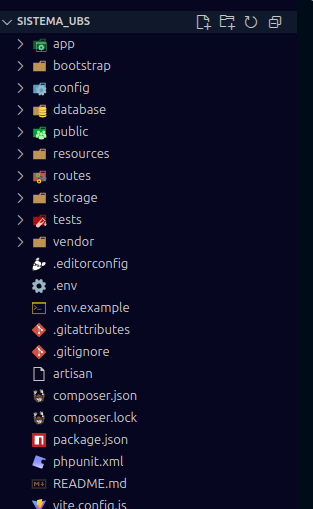 SISTEMA_UBS
app
bootstrap
config
database
public
resources
routes
storage
tests
vendor
.editorconfig
.env
.env.example
.gitattributes
.gitignore
artisan
composer.json
composer.lock
package.json
phpunit.xml
README.md
vite.config.js